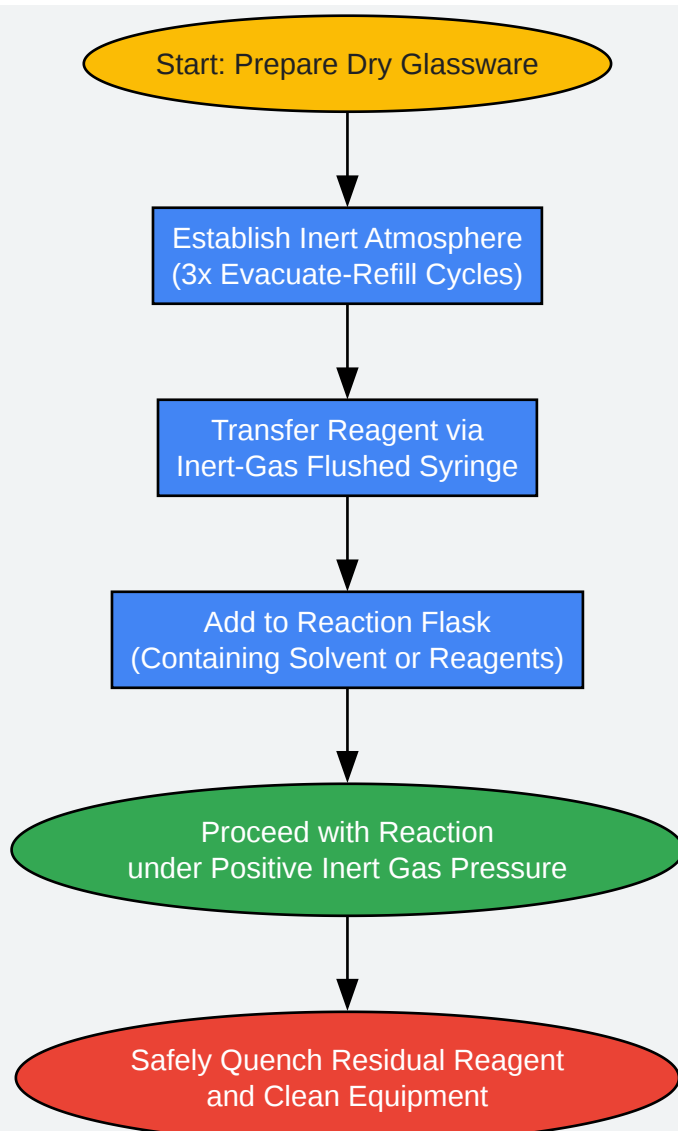 Start: Prepare Dry Glassware
Establish Inert Atmosphere
(3x Evacuate-Refill Cycles)
Transfer Reagent via
Inert-Gas Flushed Syringe
Add to Reaction Flask
(Containing Solvent or Reagents)
Proceed with Reaction
under Positive Inert Gas Pressure
Safely Quench Residual Reagent
and Clean Equipment